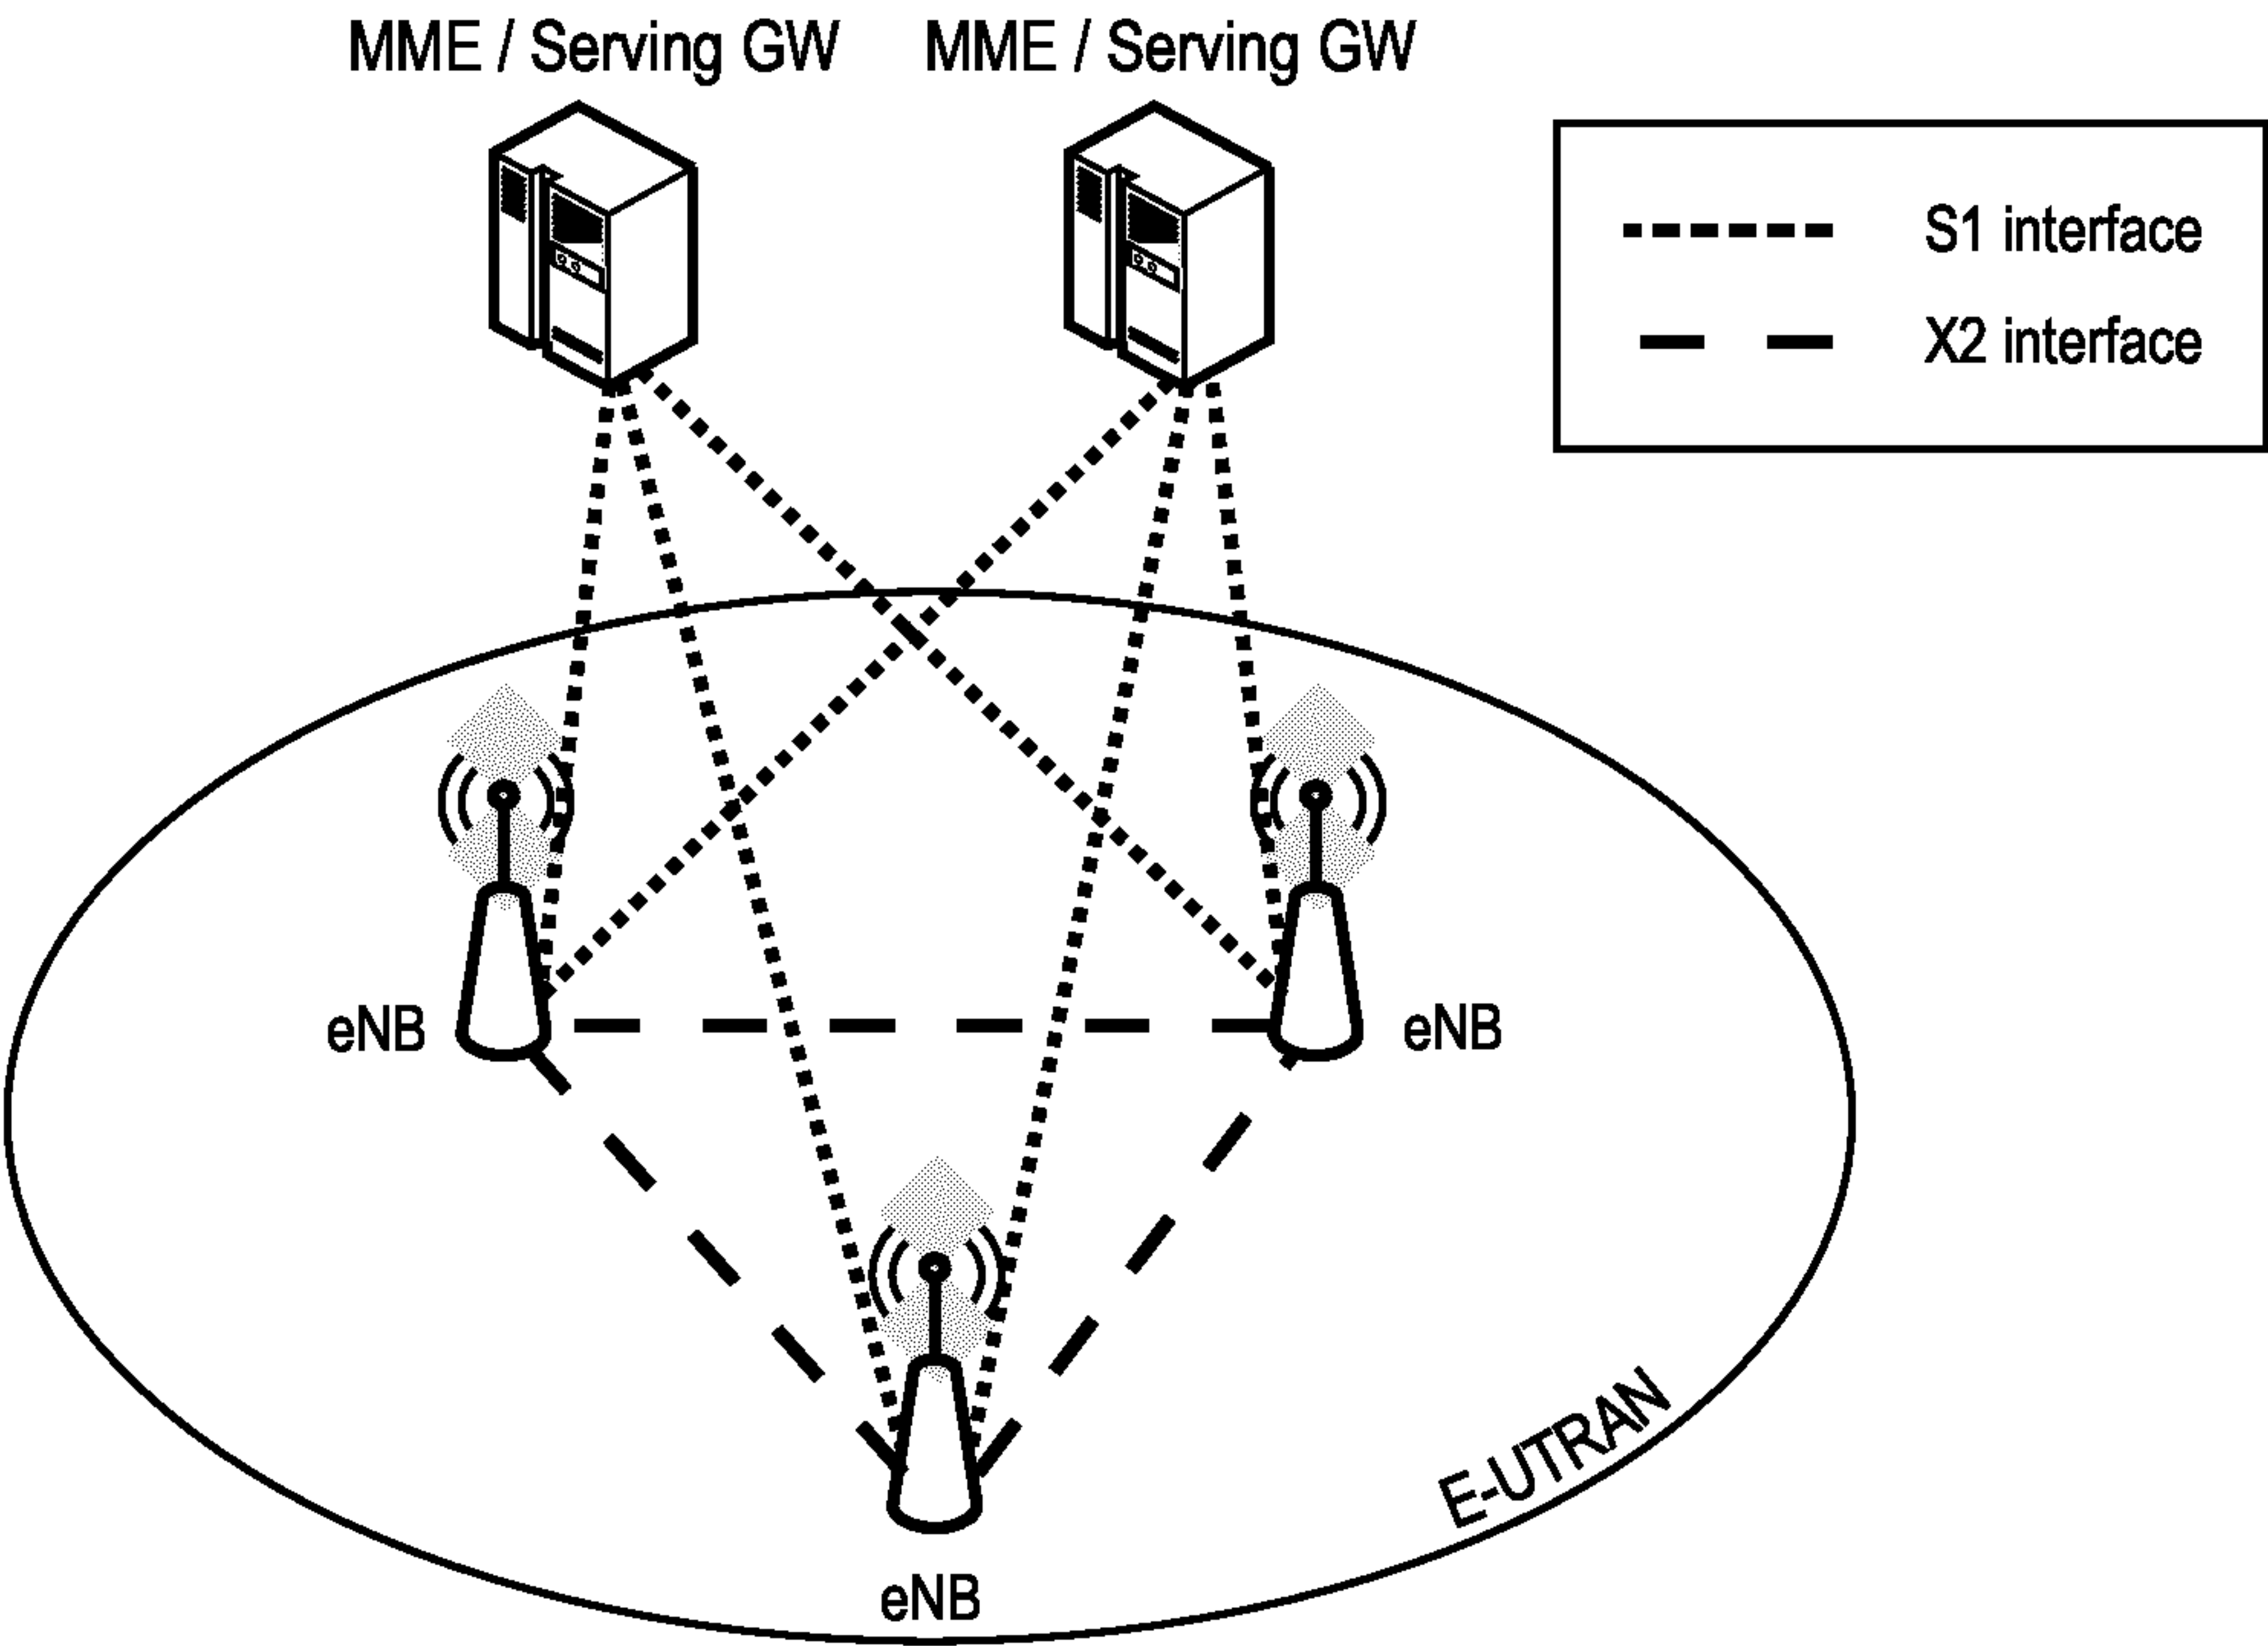 MME / Serving GW
MME / Serving GW
S1 interface
X2 interface
eNB
eNB
E-UTRAN
eNB